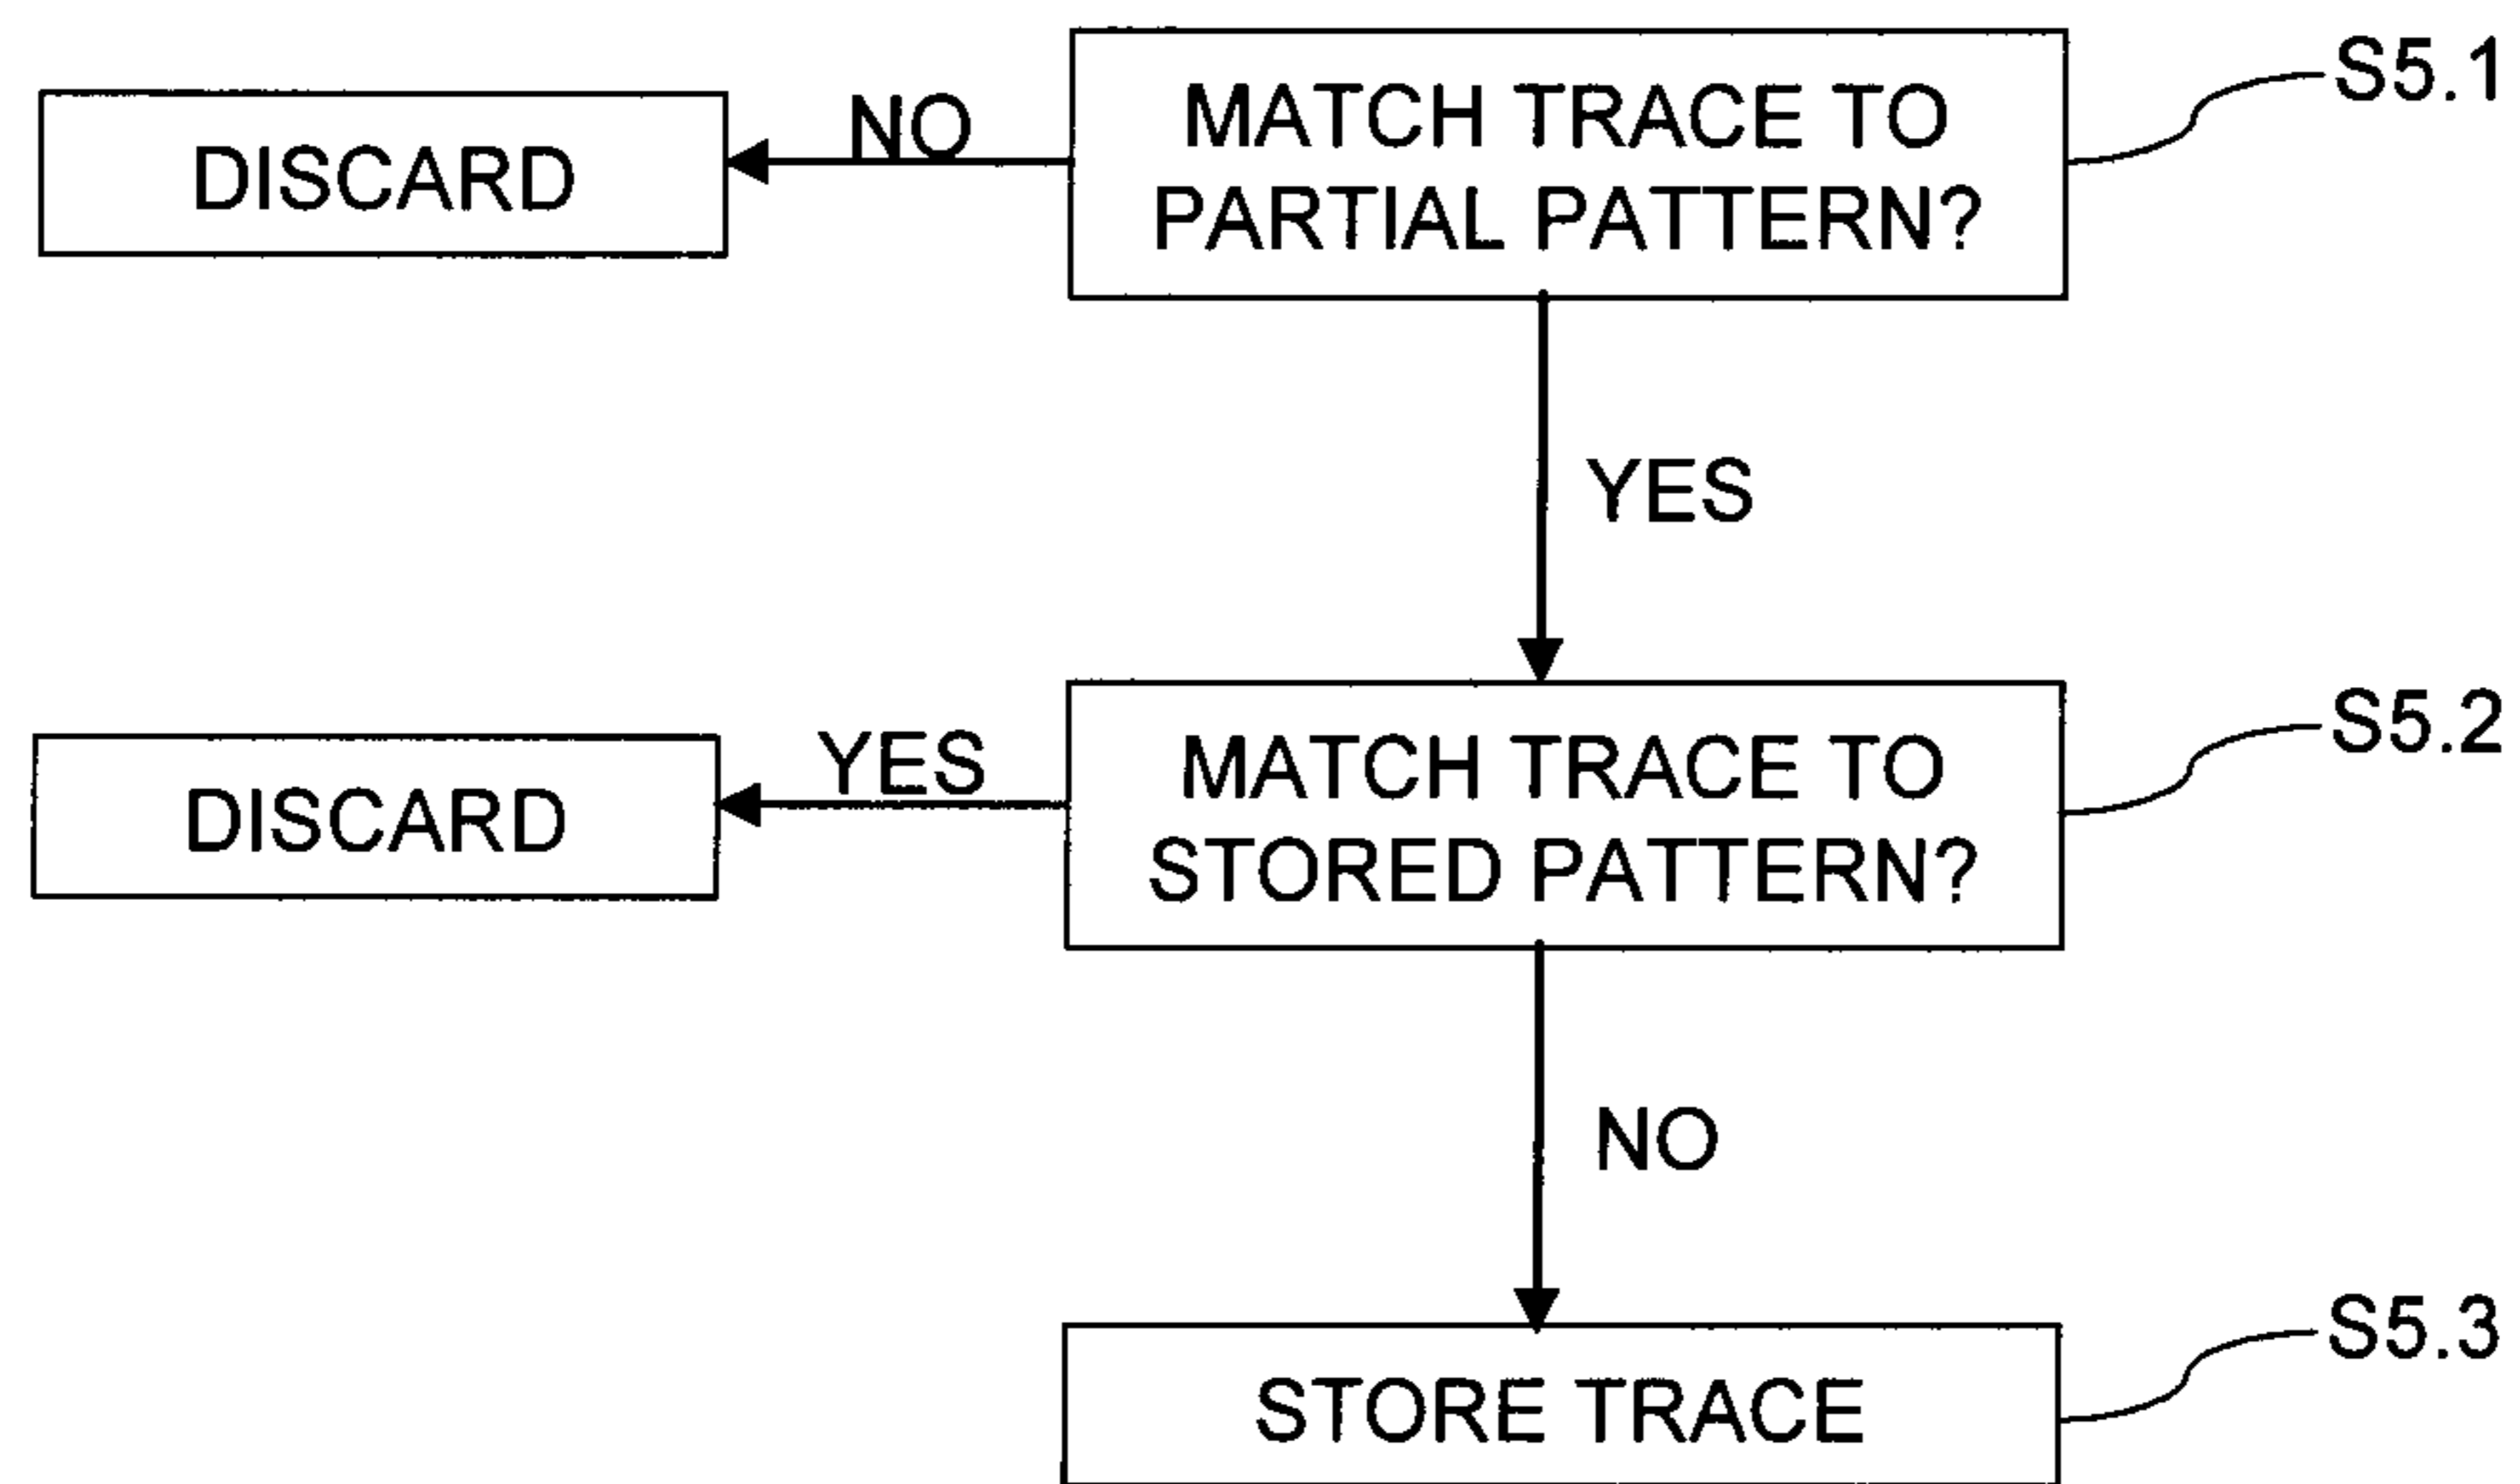 MATCH TRACE TO
PARTIAL PATTERN?
S5.1
NO
DISCARD
YES
MATCH TRACE TO
STORED PATTERN?
S5.2
YES
DISCARD
NO
STORE TRACE
S5.3